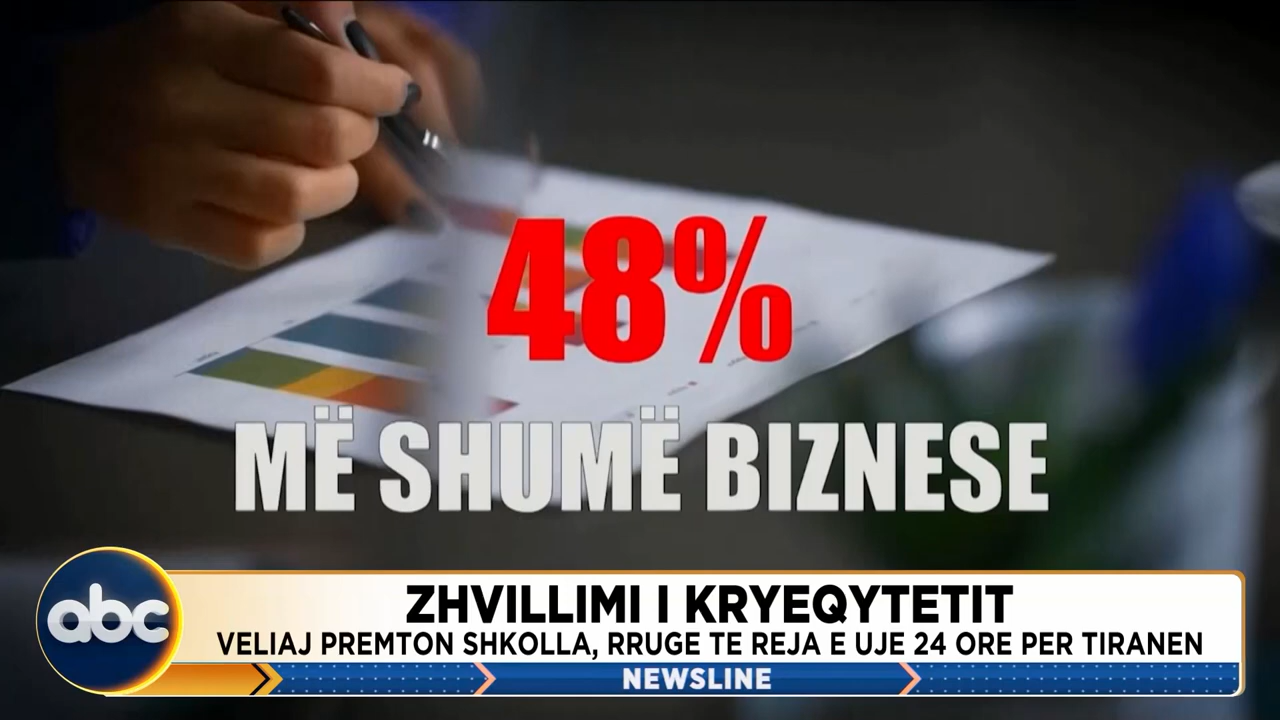 48%
MË SHUMË BIZNESE
ZHVILLIMI I KRYEQYTETIT
abc
VELIAJ PREMTON SHKOLLA, RRUGE TE REJA E UJE 24 ORE PER TIRANEN
NEWSLINE